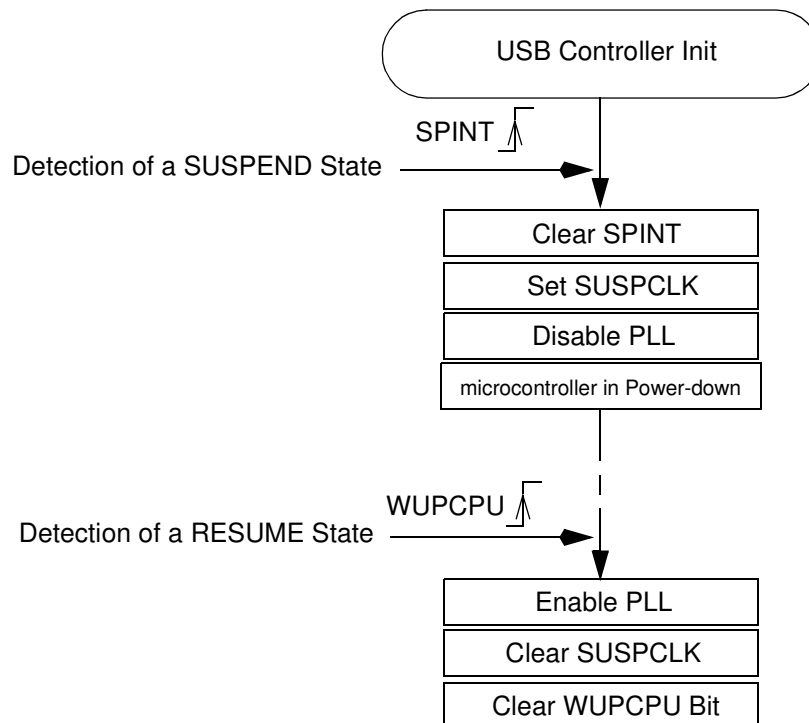 USB Controller Init
SPINT
Detection of a SUSPEND State
Clear SPINT
Set SUSPCLK
Disable PLL
microcontroller in Power-down
WUPCPU
Detection of a RESUME State
Enable PLL
Clear SUSPCLK
Clear WUPCPU Bit